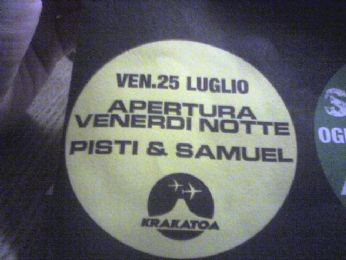 VEN.25 LUGLIO
APERTURA
VENERDI NOTTE
PISTI & SAMUEL
KRAKATOA